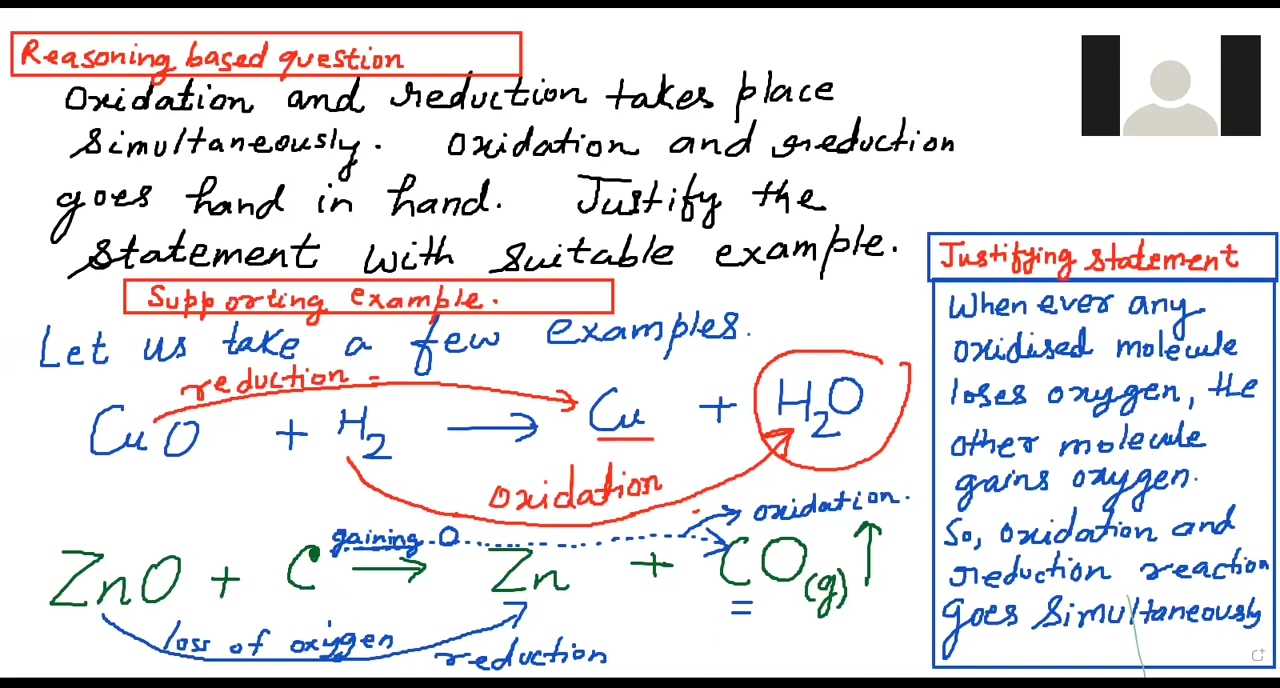 Reasoning based question
Oxidation and reduction takes place
simultaneously. Oxidation and reduction
goes hand in hand. Justify the
statement with suitable example.
Supporting example.
Let us take a few examples.
reduction
CuO + H₂ → Cu + H₂O
oxidation
oxidation.
gaining O
ZnO + C → Zn + CO(g) ↑
loss of oxygen
reduction
Justifying statement
When ever any
oxidised molecule
loses oxygen, the
other molecule
gains oxygen.
So, oxidation and
reduction reaction
goes simultaneously